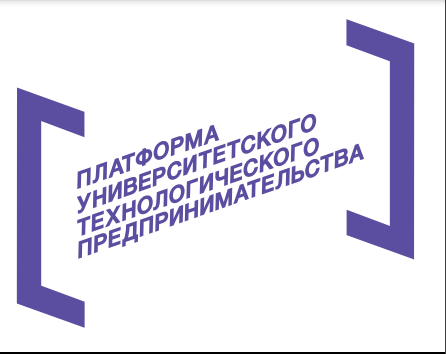 ПЛАТФОРМА
УНИВЕРСИТЕТСКОГО
ТЕХНОЛОГИЧЕСКОГО
ПРЕДПРИНИМАТЕЛЬСТВА